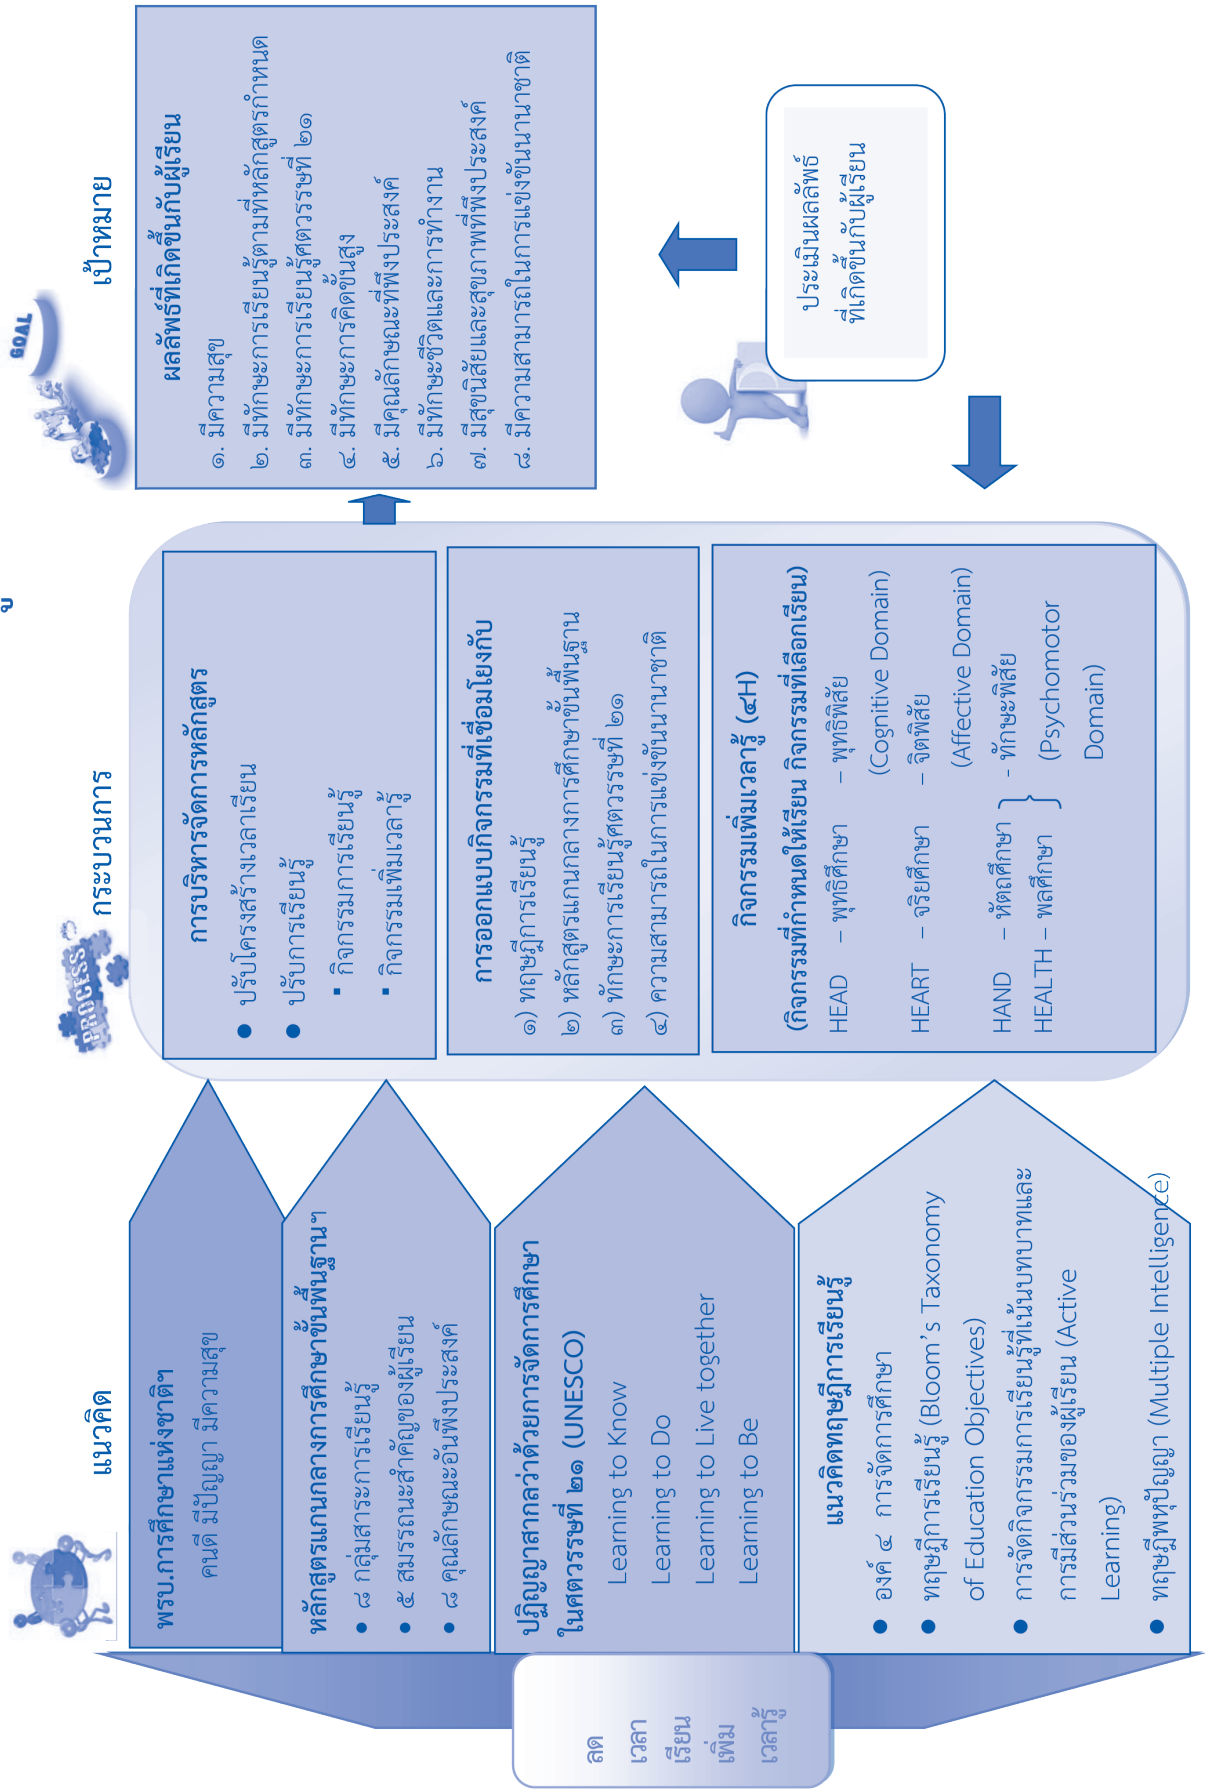 ลด
เวลา
เรียน
เพิ่ม
เวลารู้
แนวคิด
พรบ.การศึกษาแห่งชาติฯ
คนดี มีปัญญา มีความสุข
หลักสูตรแกนกลางการศึกษาขั้นพื้นฐานฯ
● ๘ กลุ่มสาระการเรียนรู้
● ๕ สมรรถนะสำคัญของผู้เรียน
● ๘ คุณลักษณะอันพึงประสงค์
ปฏิญญาสากลว่าด้วยการจัดการศึกษา
ในศตวรรษที่ ๒๑ (UNESCO)
Learning to Know
Learning to Do
Learning to Live together
Learning to Be
แนวคิดทฤษฎีการเรียนรู้
● องค์ ๔ การจัดการศึกษา
● ทฤษฎีการเรียนรู้ (Bloom's Taxonomy
of Education Objectives)
● การจัดกิจกรรมการเรียนรู้ที่เน้นบทบาทและ
การมีส่วนร่วมของผู้เรียน (Active
Learning)
● ทฤษฎีพหุปัญญา (Multiple Intelligence)
PROCESS
กระบวนการ
การบริหารจัดการหลักสูตร
● ปรับโครงสร้างเวลาเรียน
● ปรับการเรียนรู้
▪ กิจกรรมการเรียนรู้
▪ กิจกรรมเพิ่มเวลารู้
การออกแบบกิจกรรมที่เชื่อมโยงกับ
๑) ทฤษฎีการเรียนรู้
๒) หลักสูตรแกนกลางการศึกษาขั้นพื้นฐาน
๓) ทักษะการเรียนรู้ศตวรรษที่ ๒๑
๔) ความสามารถในการแข่งขันนานาชาติ
กิจกรรมเพิ่มเวลารู้ (๔H)
(กิจกรรมที่กำหนดให้เรียน กิจกรรมที่เลือกเรียน)
HEAD – พุทธิศึกษา – พุทธิพิสัย
(Cognitive Domain)
HEART – จริยศึกษา – จิตพิสัย
(Affective Domain)
HAND – หัตถศึกษา - ทักษะพิสัย
HEALTH – พลศึกษา (Psychomotor
Domain)
GOAL
เป้าหมาย
ผลลัพธ์ที่เกิดขึ้นกับผู้เรียน
๑. มีความสุข
๒. มีทักษะการเรียนรู้ตามที่หลักสูตรกำหนด
๓. มีทักษะการเรียนรู้ศตวรรษที่ ๒๑
๔. มีทักษะการคิดขั้นสูง
๕. มีคุณลักษณะที่พึงประสงค์
๖. มีทักษะชีวิตและการทำงาน
๗. มีสุขนิสัยและสุขภาพที่พึงประสงค์
๘. มีความสามารถในการแข่งขันนานาชาติ
ประเมินผลลัพธ์
ที่เกิดขึ้นกับผู้เรียน